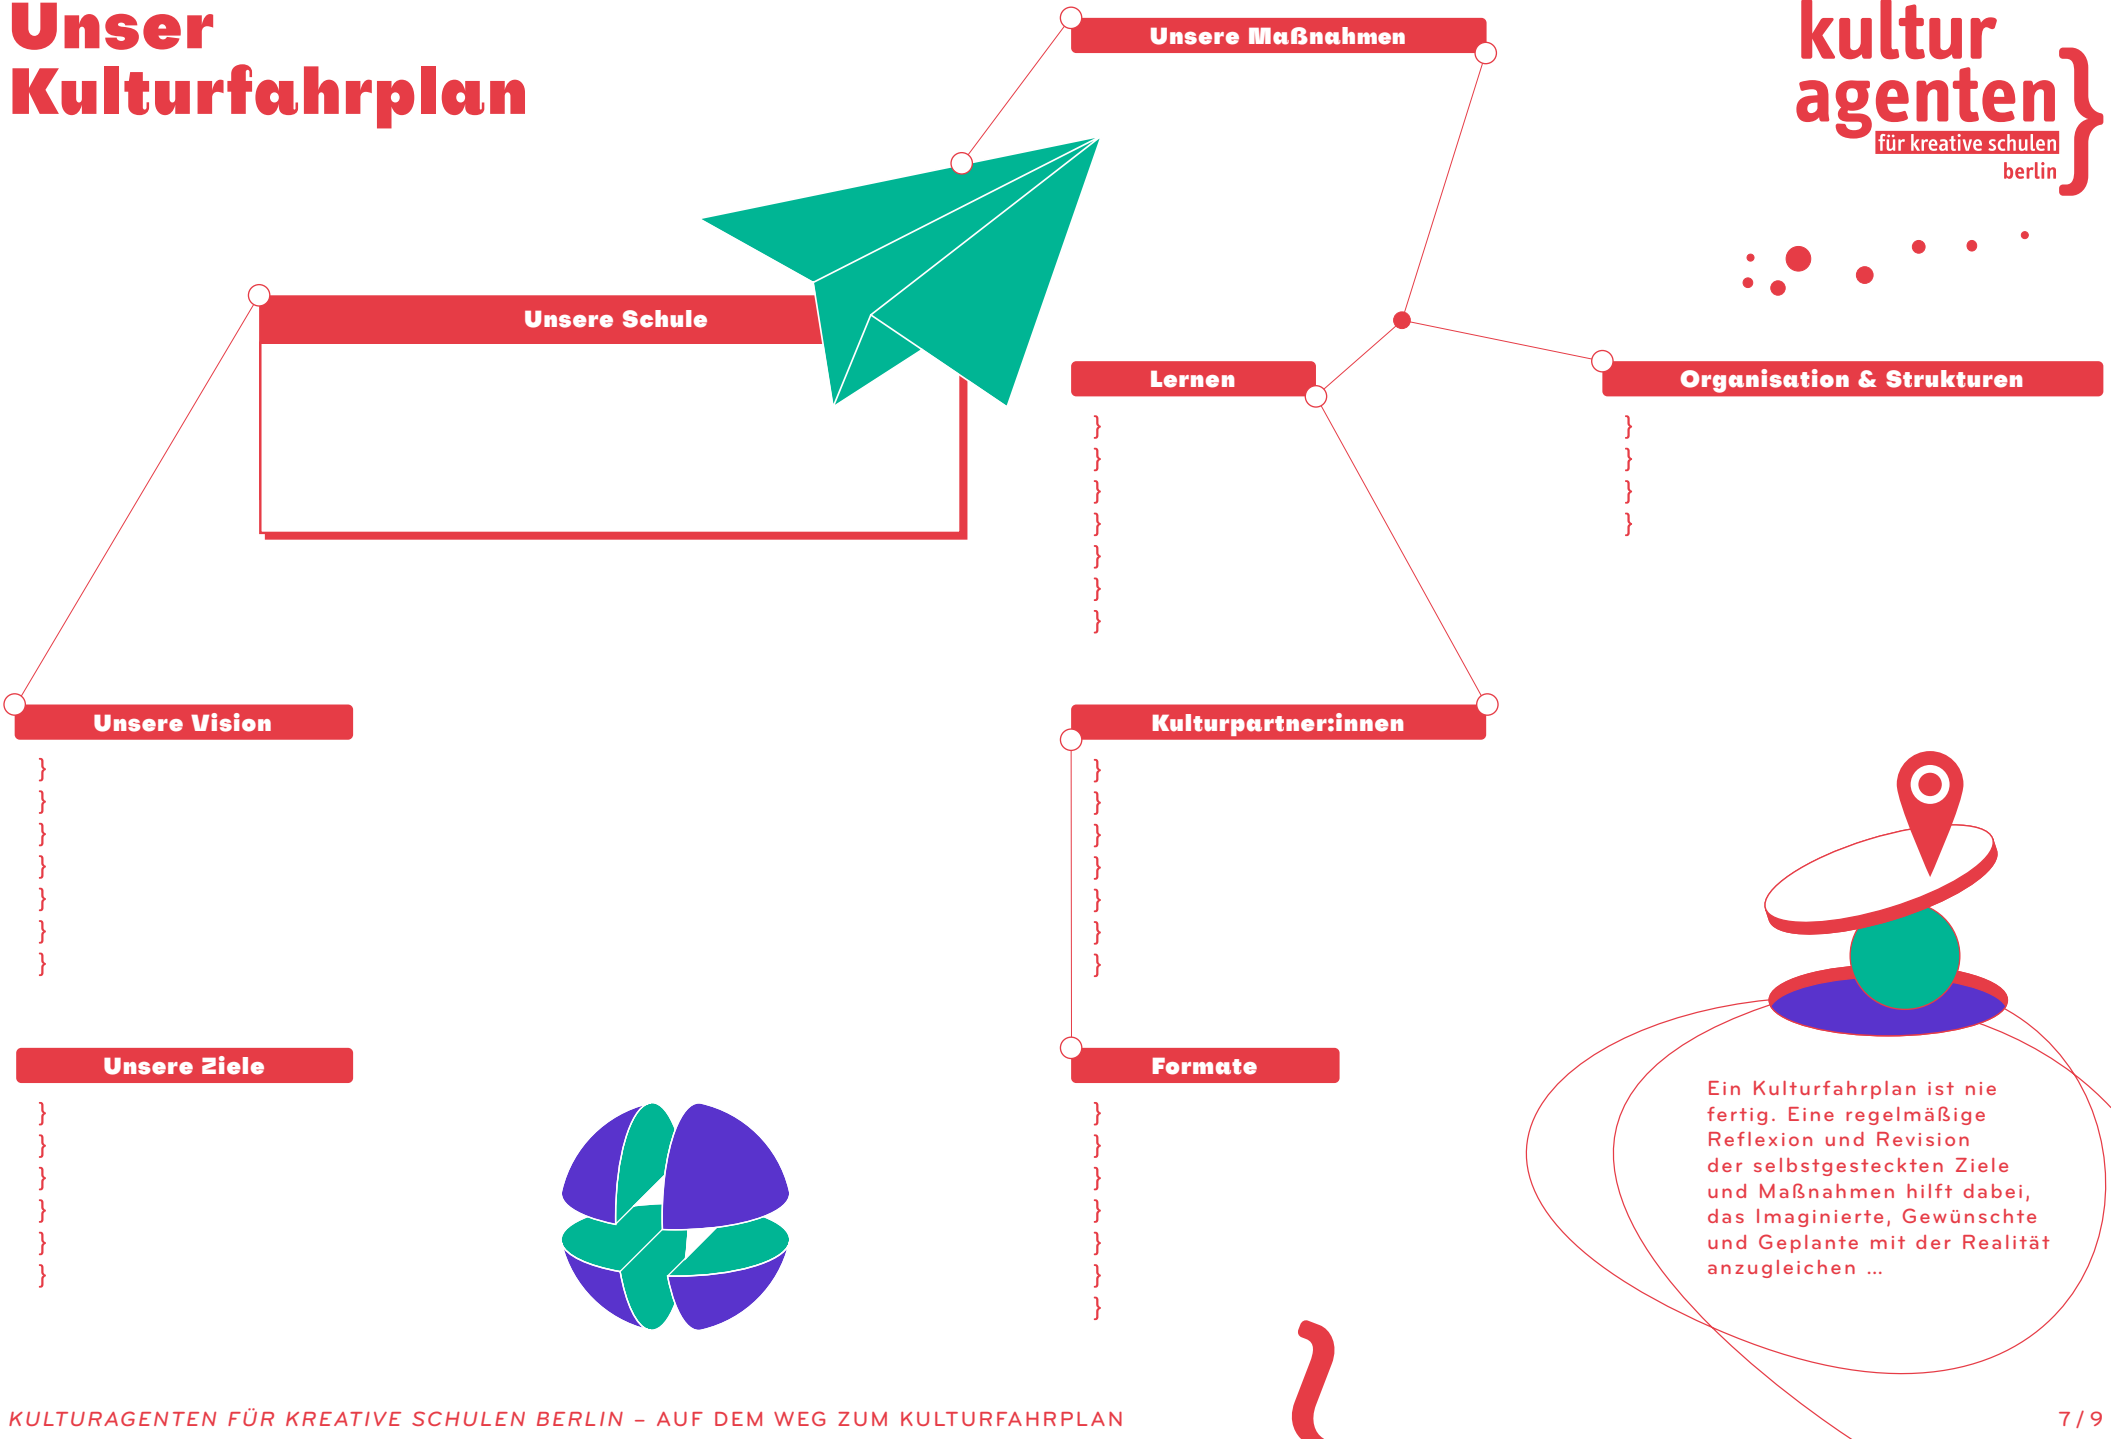 Unser
Kulturfahrplan
Unsere Maßnahmen
kultur
agenten }
für kreative schulen
berlin
Unsere Schule
Lernen
}
}
}
}
}
}
}
Organisation & Strukturen
}
}
}
}
Unsere Vision
}
}
}
}
}
}
}
Kulturpartner:innen
}
}
}
}
}
}
}
Unsere Ziele
}
}
}
}
}
}
Formate
}
}
}
}
}
}
}
Ein Kulturfahrplan ist nie
fertig. Eine regelmäßige
Reflexion und Revision
der selbstgesteckten Ziele
und Maßnahmen hilft dabei,
das Imaginierte, Gewünschte
und Geplante mit der Realität
anzugleichen ...
KULTURAGENTEN FÜR KREATIVE SCHULEN BERLIN – AUF DEM WEG ZUM KULTURFAHRPLAN
7 / 9